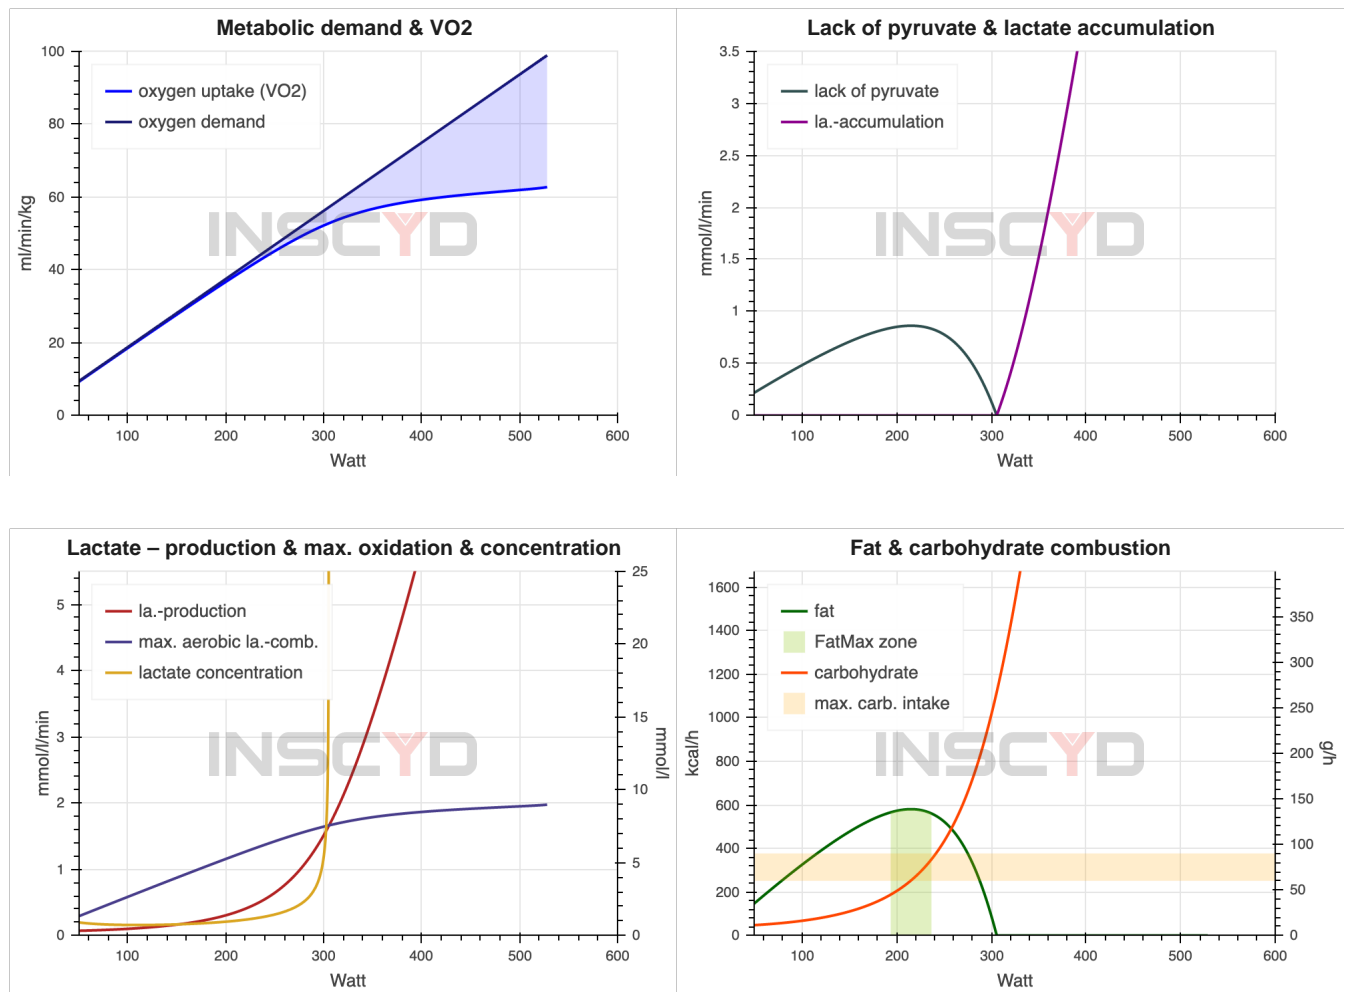 Metabolic demand & VO2
100
80
60
40
20
0
ml/min/kg
oxygen uptake (VO2)
oxygen demand
INSCYD
100 200 300 400 500 600
Watt
Lack of pyruvate & lactate accumulation
3.5
3
2.5
2
1.5
1
0.5
0
mmol/l/min
lack of pyruvate
la.-accumulation
INSCYD
100 200 300 400 500 600
Watt
Lactate – production & max. oxidation & concentration
5
4
3
2
1
0
mmol/l/min
la.-production
max. aerobic la.-comb.
lactate concentration
INSCYD
25
20
15
10
5
0
mmol/l
100 200 300 400 500 600
Watt
Fat & carbohydrate combustion
1600
1400
1200
1000
800
600
400
200
0
kcal/h
fat
FatMax zone
carbohydrate
max. carb. intake
INSCYD
350
300
250
200
150
100
50
0
g/h
100 200 300 400 500 600
Watt